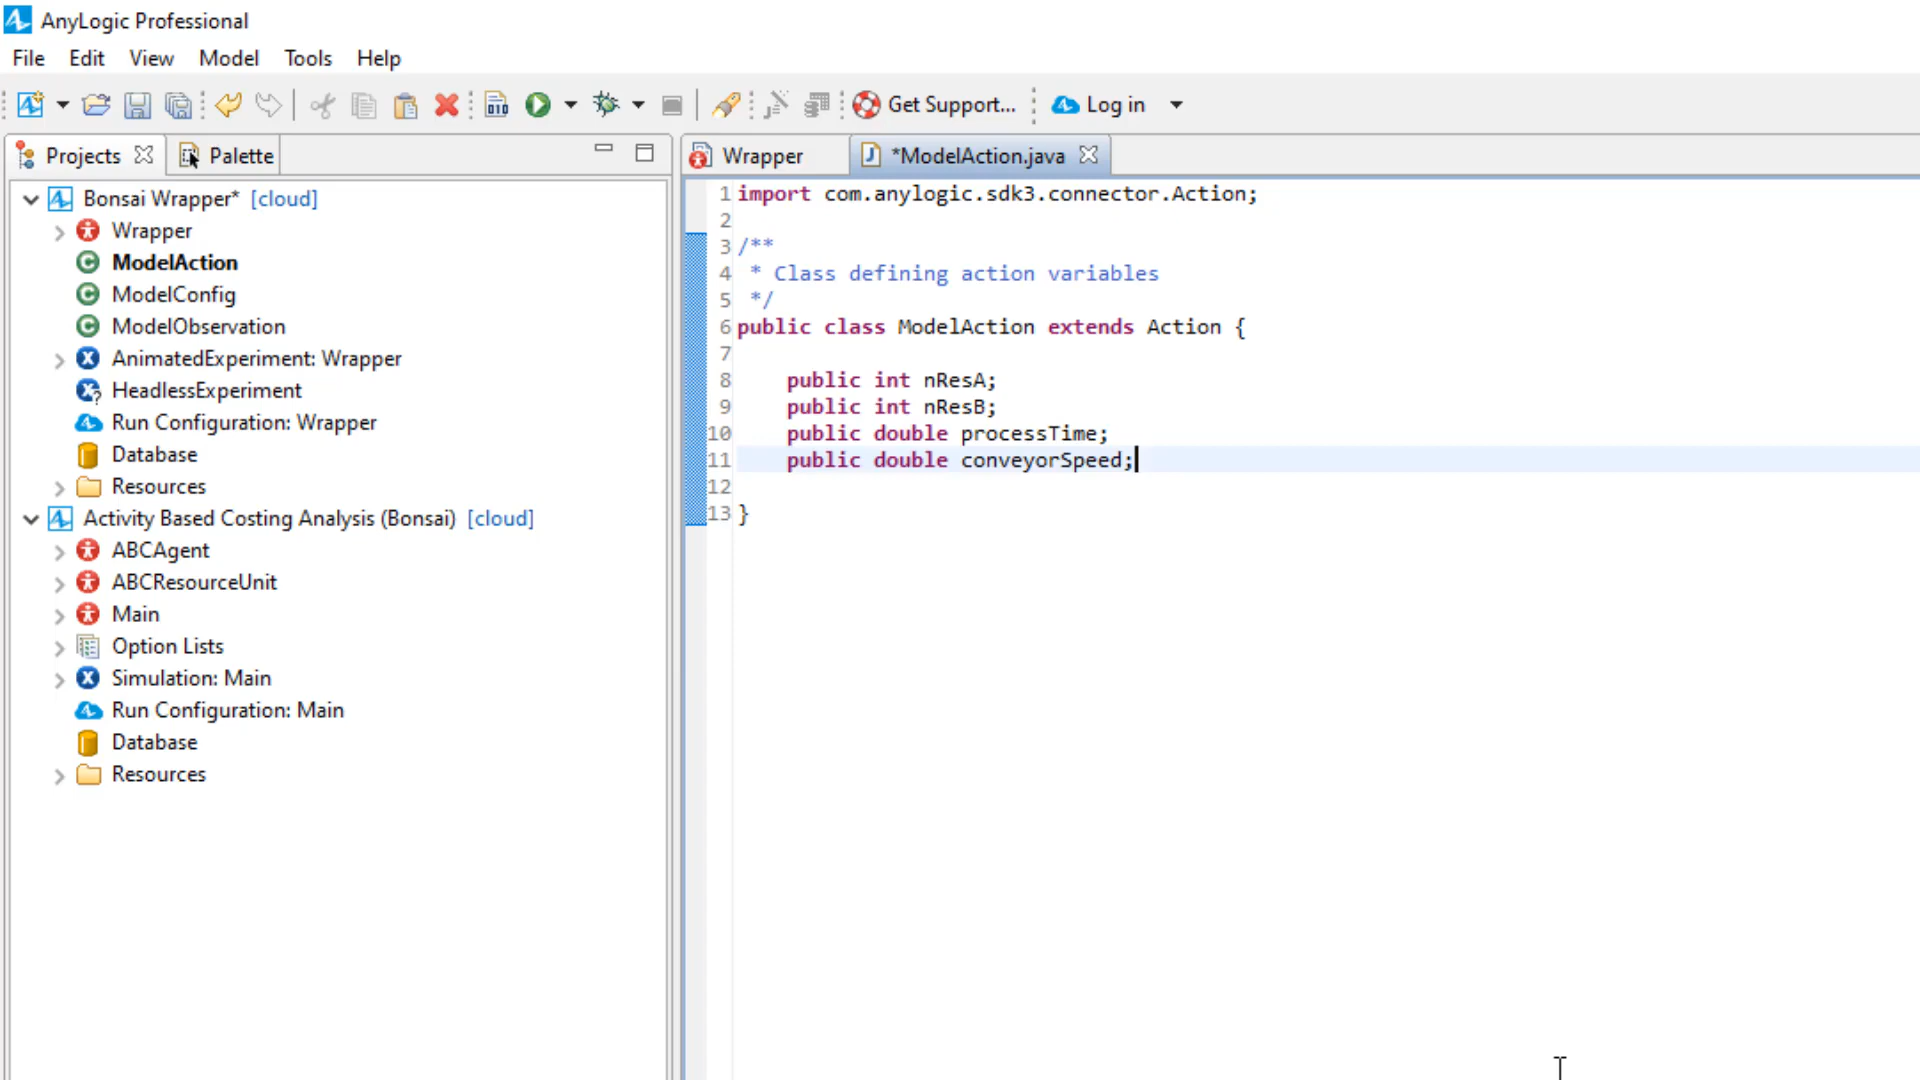 AnyLogic Professional
File Edit View Model Tools Help
Get Support... Log in
Projects Palette
Bonsai Wrapper* [cloud]
Wrapper
ModelAction
ModelConfig
ModelObservation
AnimatedExperiment: Wrapper
HeadlessExperiment
Run Configuration: Wrapper
Database
Resources
Activity Based Costing Analysis (Bonsai) [cloud]
ABCAgent
ABCResourceUnit
Main
Option Lists
Simulation: Main
Run Configuration: Main
Database
Resources
Wrapper *ModelAction.java
1 import com.anylogic.sdk3.connector.Action;
2
3 /**
4  * Class defining action variables
5  */
6 public class ModelAction extends Action {
7
8     public int nResA;
9     public int nResB;
10     public double processTime;
11     public double conveyorSpeed;
12
13 }